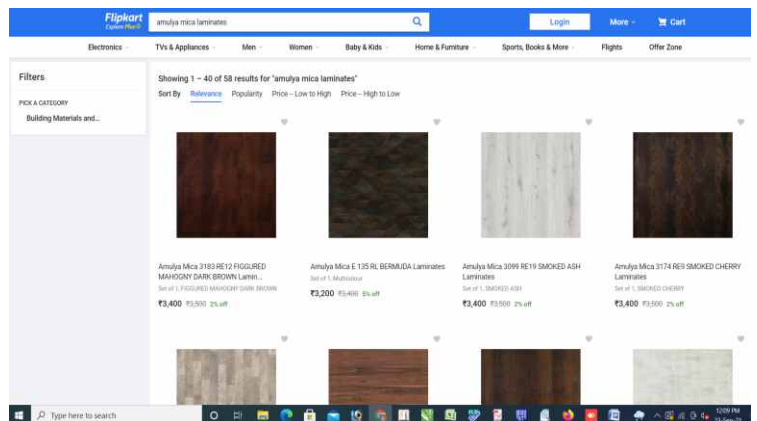 Flipkart
Explore Plus
amulya mica laminates
Login
More
Cart
Electronics
TVs & Appliances
Men
Women
Baby & Kids
Home & Furniture
Sports, Books & More
Flights
Offer Zone
Filters
PICK A CATEGORY
Building Materials and...
Showing 1 – 40 of 58 results for "amulya mica laminates"
Sort By Relevance Popularity Price -- Low to High Price -- High to Low
Amulya Mica 3183 RE12 FIGGURED
MAHOGNY DARK BROWN Lamin...
Set of 1, FIGGURED MAHOGNY DARK BROWN
₹3,400 ₹3,500 2% off
Amulya Mica E 135 RL BERMUDA Laminates
Set of 1, Multicolour
₹3,200 ₹3,400 5% off
Amulya Mica 3099 RE19 SMOKED ASH
Laminates
Set of 1, SMOKED ASH
₹3,400 ₹3,500 2% off
Amulya Mica 3174 RE9 SMOKED CHERRY
Laminates
Set of 1, SMOKED CHERRY
₹3,400 ₹3,500 2% off
Type here to search
12:09 PM